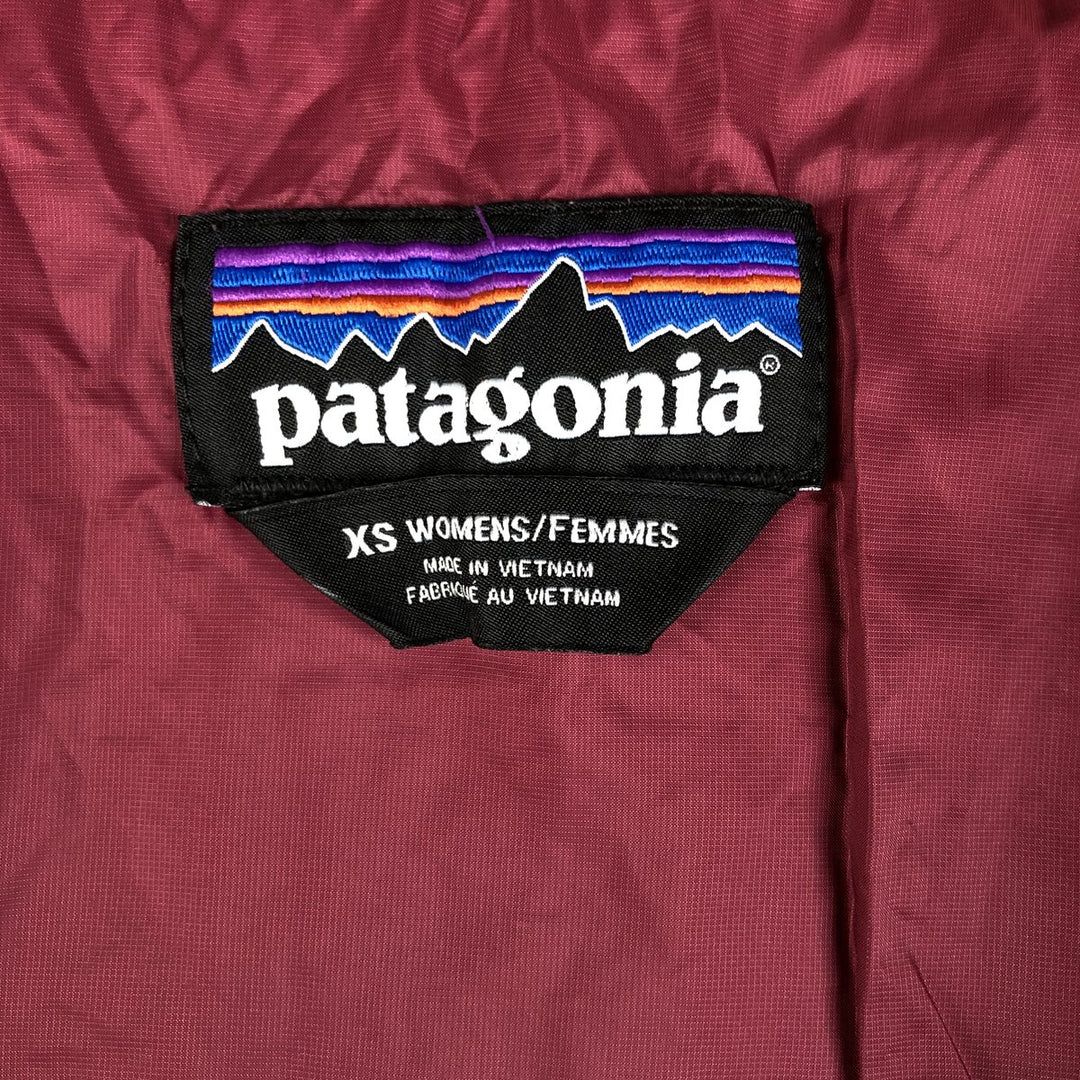 patagonia®
XS WOMENS/FEMMES
MADE IN VIETNAM
FABRIQUÉ AU VIETNAM